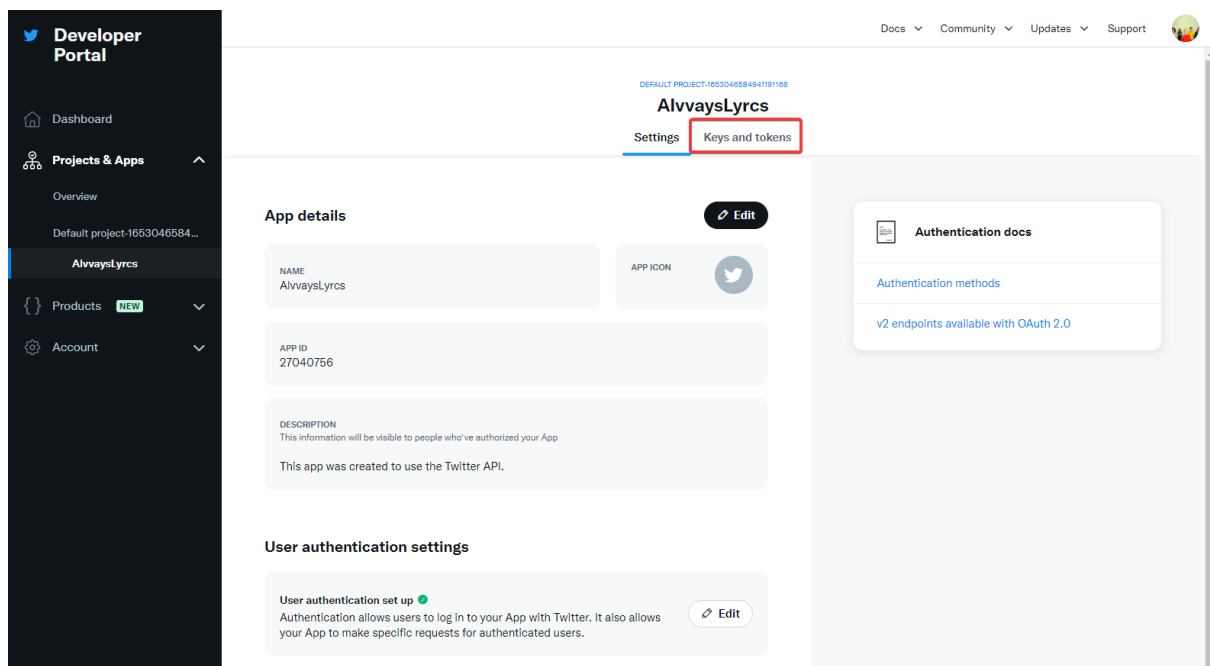 Developer
Portal
Dashboard
Projects & Apps
Overview
Default project-1653046584...
AlvvaysLyrcs
Products NEW
Account
Docs Community Updates Support
DEFAULT PROJECT-1653046584941191168
AlvvaysLyrcs
Settings Keys and tokens
App details
Edit
NAME
AlvvaysLyrcs
APP ICON
APP ID
27040756
DESCRIPTION
This information will be visible to people who've authorized your App
This app was created to use the Twitter API.
User authentication settings
User authentication set up
Authentication allows users to log in to your App with Twitter. It also allows
your App to make specific requests for authenticated users.
Edit
Authentication docs
Authentication methods
v2 endpoints available with OAuth 2.0